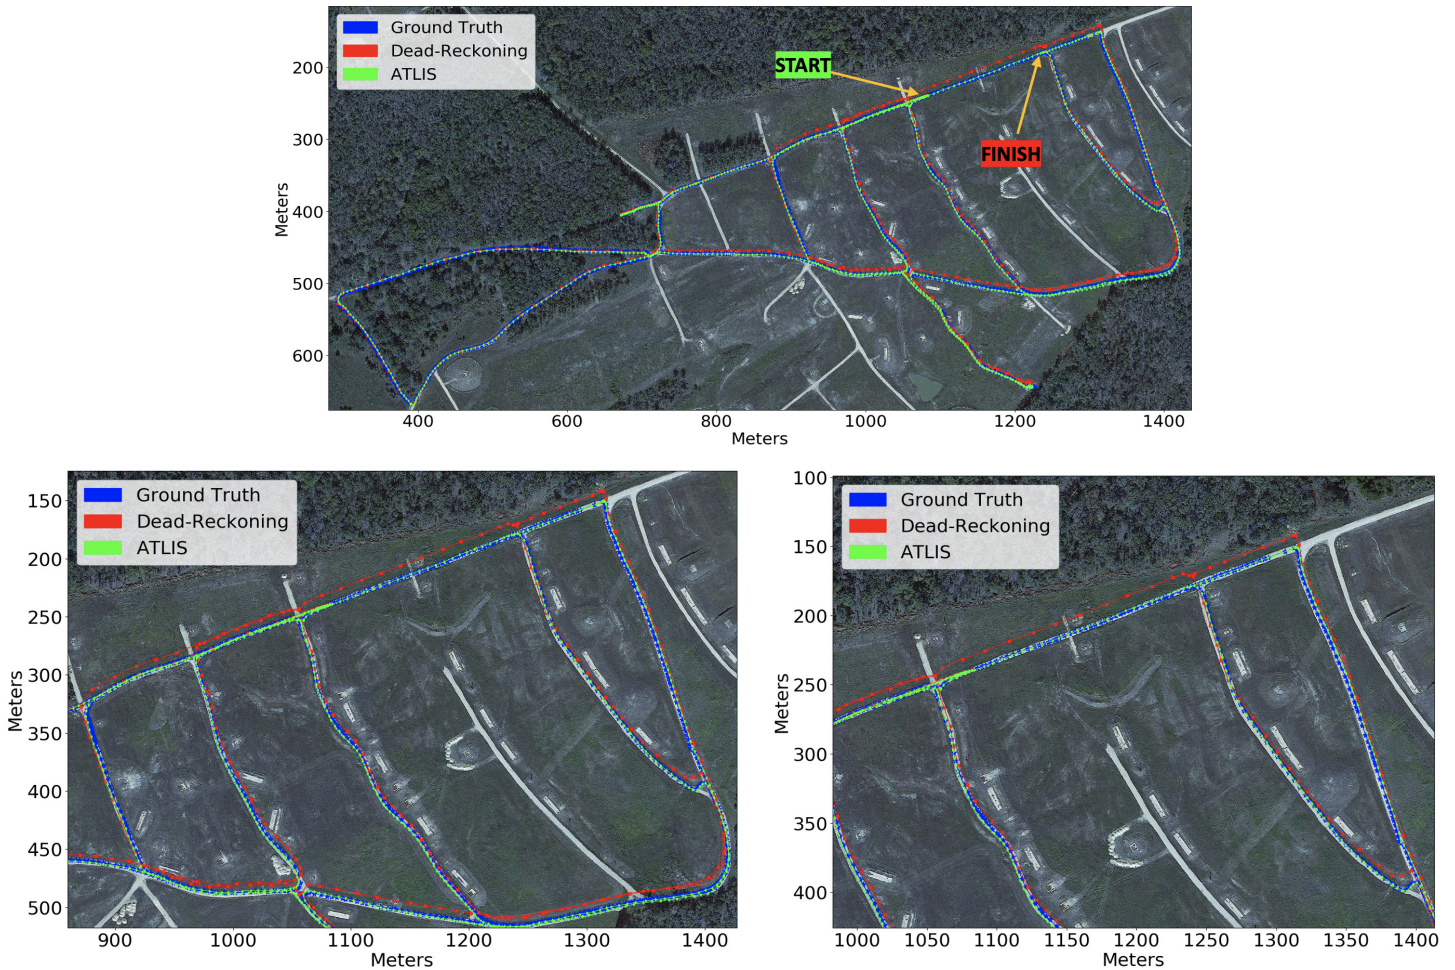 Ground Truth
Dead-Reckoning
ATLIS
START
FINISH
200
300
400
500
600
Meters
400
600
800
1000
1200
1400
Meters
Ground Truth
Dead-Reckoning
ATLIS
150
200
250
300
350
400
450
500
Meters
900
1000
1100
1200
1300
1400
Meters
Ground Truth
Dead-Reckoning
ATLIS
100
150
200
250
300
350
400
Meters
1000
1050
1100
1150
1200
1250
1300
1350
1400
Meters